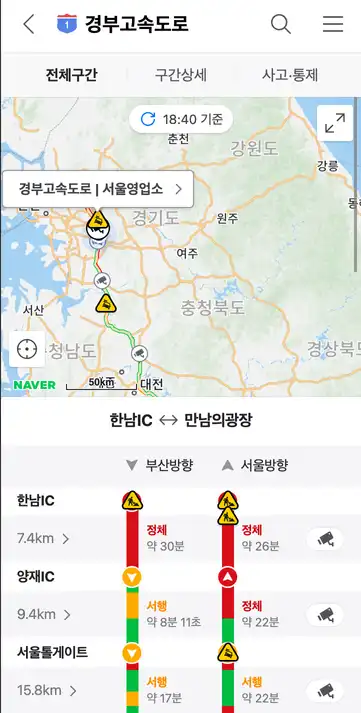 1 경부고속도로
전체구간 구간상세 사고·통제
18:40 기준
춘천
강원도
강릉
경부고속도로 | 서울영업소
경기도
원주
여주
서산
충청북도
충청남도
경상북도
NAVER 50km 대전
한남IC ↔ 만남의광장
부산방향 서울방향
한남IC
7.4km
정체
약 30분
정체
약 26분
양재IC
9.4km
서행
약 8분 11초
정체
약 22분
서울톨게이트
15.8km
서행
약 17분
서행
약 22분